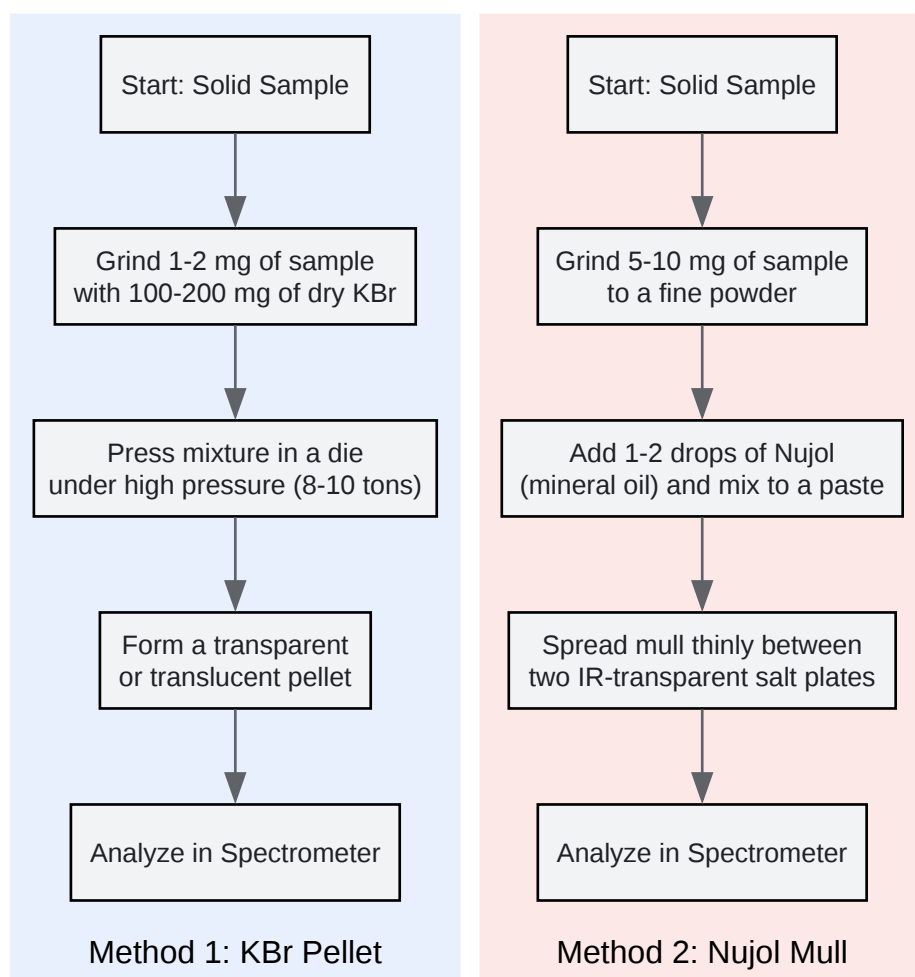 Start: Solid Sample
Grind 1-2 mg of sample
with 100-200 mg of dry KBr
Press mixture in a die
under high pressure (8-10 tons)
Form a transparent
or translucent pellet
Analyze in Spectrometer
Method 1: KBr Pellet
Start: Solid Sample
Grind 5-10 mg of sample
to a fine powder
Add 1-2 drops of Nujol
(mineral oil) and mix to a paste
Spread mull thinly between
two IR-transparent salt plates
Analyze in Spectrometer
Method 2: Nujol Mull